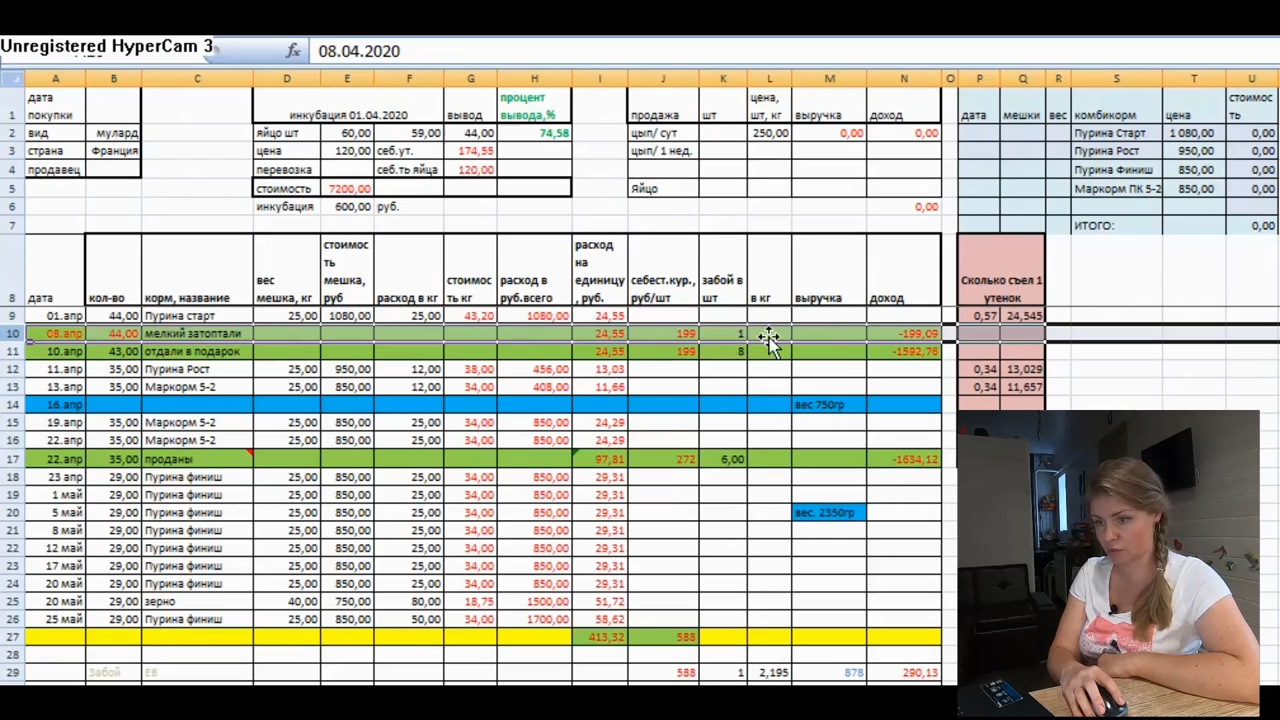 Unregistered HyperCam 3
fx 08.04.2020
A B C D E F G H I J K L M N O P Q R S T U
1 дата покупки инкубация 01.04.2020 вывод процент вывода,% продажа шт цена, шт, кг выручка доход дата мешки вес комбикорм цена стоимость
2 вид мулард яйцо шт 60,00 59,00 44,00 74,58 цып/ сут 250,00 0,00 0,00 Пурина Старт 1 080,00 0,00
3 страна Франция цена 120,00 себ.ут. 174,55 цып/ 1 нед. Пурина Рост 950,00 0,00
4 продавец перевозка себ.ть яйца 120,00 Пурина Финиш 850,00 0,00
5 стоимость 7200,00 Яйцо Маркорм ПК 5-2 850,00 0,00
6 инкубация 600,00 руб. 0,00
7 ИТОГО: 0,00
8 дата кол-во корм, название вес мешка, кг стоимость мешка, руб расход в кг стоимость кг расход в руб.всего расход на единицу, руб. себест.кур., руб/шт забой в шт в кг выручка доход Сколько съел 1 утенок
9 01.апр 44,00 Пурина старт 25,00 1080,00 25,00 43,20 1080,00 24,55 0,57 24,545
10 08.апр 44,00 мелкий затоптали 24,55 199 1 -199,09
11 10.апр 43,00 отдали в подарок 24,55 199 8 -1592,76
12 11.апр 35,00 Пурина Рост 25,00 950,00 12,00 38,00 456,00 13,03 0,34 13,029
13 13.апр 35,00 Маркорм 5-2 25,00 850,00 12,00 34,00 408,00 11,66 0,34 11,657
14 16.апр вес 750гр
15 19.апр 35,00 Маркорм 5-2 25,00 850,00 25,00 34,00 850,00 24,29
16 22.апр 35,00 Маркорм 5-2 25,00 850,00 25,00 34,00 850,00 24,29
17 22.апр 35,00 проданы 97,81 272 6,00 -1634,12
18 23 апр 29,00 Пурина финиш 25,00 850,00 25,00 34,00 850,00 29,31
19 1 май 29,00 Пурина финиш 25,00 850,00 25,00 34,00 850,00 29,31
20 5 май 29,00 Пурина финиш 25,00 850,00 25,00 34,00 850,00 29,31 вес. 2350гр
21 8 май 29,00 Пурина финиш 25,00 850,00 25,00 34,00 850,00 29,31
22 12 май 29,00 Пурина финиш 25,00 850,00 25,00 34,00 850,00 29,31
23 17 май 29,00 Пурина финиш 25,00 850,00 25,00 34,00 850,00 29,31
24 20 май 29,00 Пурина финиш 25,00 850,00 25,00 34,00 850,00 29,31
25 20 май 29,00 зерно 40,00 750,00 80,00 18,75 1500,00 51,72
26 25 май 29,00 Пурина финиш 25,00 850,00 50,00 34,00 1700,00 58,62
27 413,32 588
28
29 Забой 588 1 2,195 878 290,13